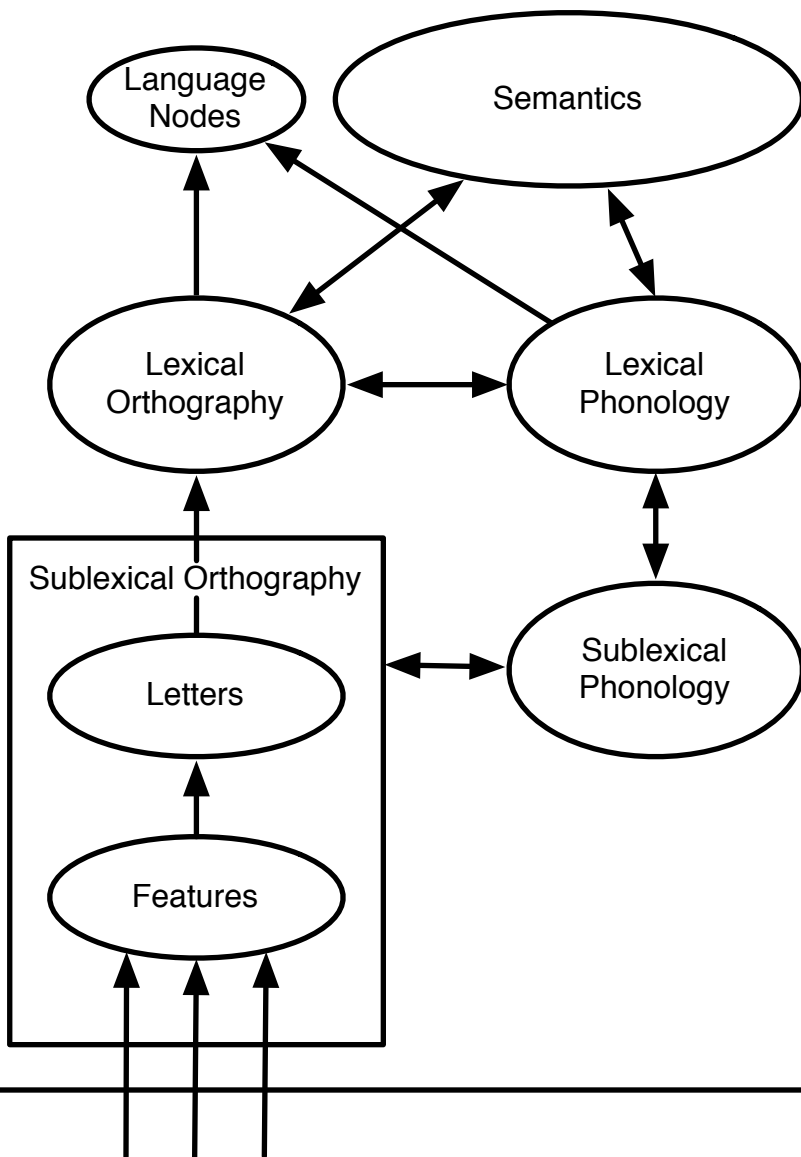 Language
Nodes
Semantics
Lexical
Orthography
Lexical
Phonology
Sublexical Orthography
Letters
Sublexical
Phonology
Features